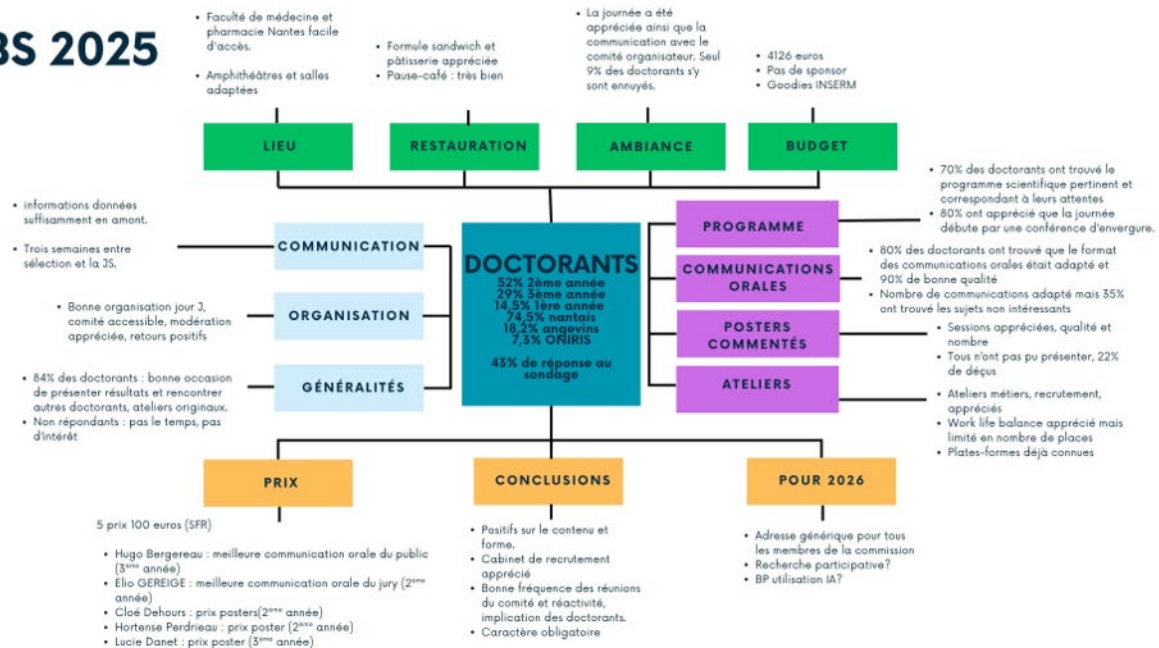 BS 2025
• Faculté de médecine et
pharmacie Nantes facile
d'accès.
• Amphithéâtres et salles
adaptées
• Formule sandwich et
pâtisserie appréciée
• Pause-café : très bien
• La journée a été
appréciée ainsi que la
communication avec le
comité organisateur. Seul
9% des doctorants s'y
sont ennuyés.
• 4126 euros
• Pas de sponsor
• Goodies INSERM
LIEU
RESTAURATION
AMBIANCE
BUDGET
• informations données
suffisamment en amont.
• Trois semaines entre
sélection et la JS.
COMMUNICATION
• Bonne organisation jour J,
comité accessible, modération
appréciée, retours positifs
ORGANISATION
• 84% des doctorants : bonne occasion
de présenter résultats et rencontrer
autres doctorants, ateliers originaux.
• Non répondants : pas le temps, pas
d'intérêt
GÉNÉRALITÉS
DOCTORANTS
52% 2ème année
29% 3ème année
14,5% 1ère année
74,5% nantais
18,2% angevins
7,3% ONIRIS
43% de réponse au
sondage
PROGRAMME
• 70% des doctorants ont trouvé le
programme scientifique pertinent et
correspondant à leurs attentes
• 80% ont apprécié que la journée
débute par une conférence d'envergure.
COMMUNICATIONS
ORALES
• 80% des doctorants ont trouvé que le format
des communications orales était adapté et
90% de bonne qualité
• Nombre de communications adapté mais 35%
ont trouvé les sujets non intéressants
POSTERS
COMMENTÉS
• Sessions appréciées, qualité et
nombre
• Tous n'ont pas pu présenter, 22%
de déçus
ATELIERS
• Ateliers métiers, recrutement,
appréciés
• Work life balance apprécié mais
limité en nombre de places
• Plates-formes déjà connues
PRIX
5 prix 100 euros (SFR)
• Hugo Bergereau : meilleure communication orale du public
(3ème année)
• Elio GEREIGE : meilleure communication orale du jury (2ème
année)
• Cloé Dehours : prix posters(2ème année)
• Hortense Perdrieau : prix poster (2ème année)
• Lucie Danet : prix poster (3ème année)
CONCLUSIONS
• Positifs sur le contenu et
forme.
• Cabinet de recrutement
apprécié
• Bonne fréquence des réunions
du comité et réactivité,
implication des doctorants.
• Caractère obligatoire
POUR 2026
• Adresse générique pour tous
les membres de la commission
• Recherche participative?
• BP utilisation IA?